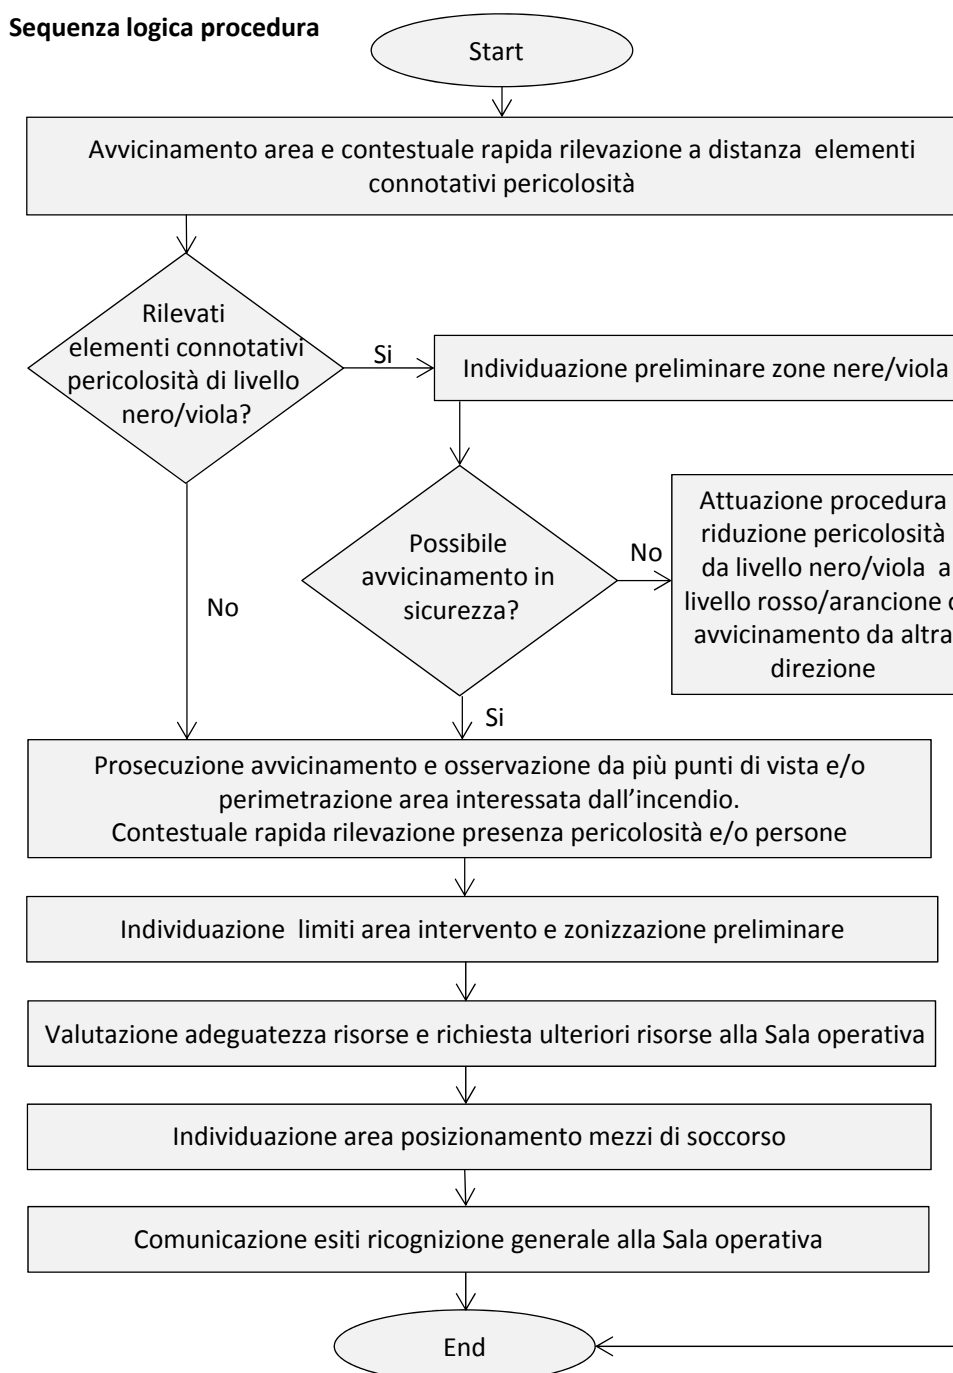 Sequenza logica procedura
Start
Avvicinamento area e contestuale rapida rilevazione a distanza elementi
connotativi pericolosità
Rilevati
elementi connotativi
pericolosità di livello
nero/viola?
Si
Individuazione preliminare zone nere/viola
Possibile
avvicinamento in
sicurezza?
No
Attuazione procedura
riduzione pericolosità
da livello nero/viola a
livello rosso/arancione
avvicinamento da altra
direzione
No
Si
Prosecuzione avvicinamento e osservazione da più punti di vista e/o
perimetrazione area interessata dall'incendio.
Contestuale rapida rilevazione presenza pericolosità e/o persone
Individuazione limiti area intervento e zonizzazione preliminare
Valutazione adeguatezza risorse e richiesta ulteriori risorse alla Sala operativa
Individuazione area posizionamento mezzi di soccorso
Comunicazione esiti ricognizione generale alla Sala operativa
End